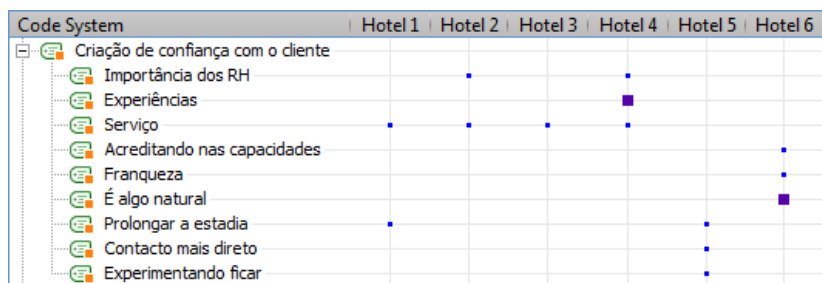 Code System Hotel 1 Hotel 2 Hotel 3 Hotel 4 Hotel 5 Hotel 6
Criação de confiança com o cliente
Importância dos RH
Experiências
Serviço
Acreditando nas capacidades
Franqueza
É algo natural
Prolongar a estadia
Contacto mais direto
Experimentando ficar